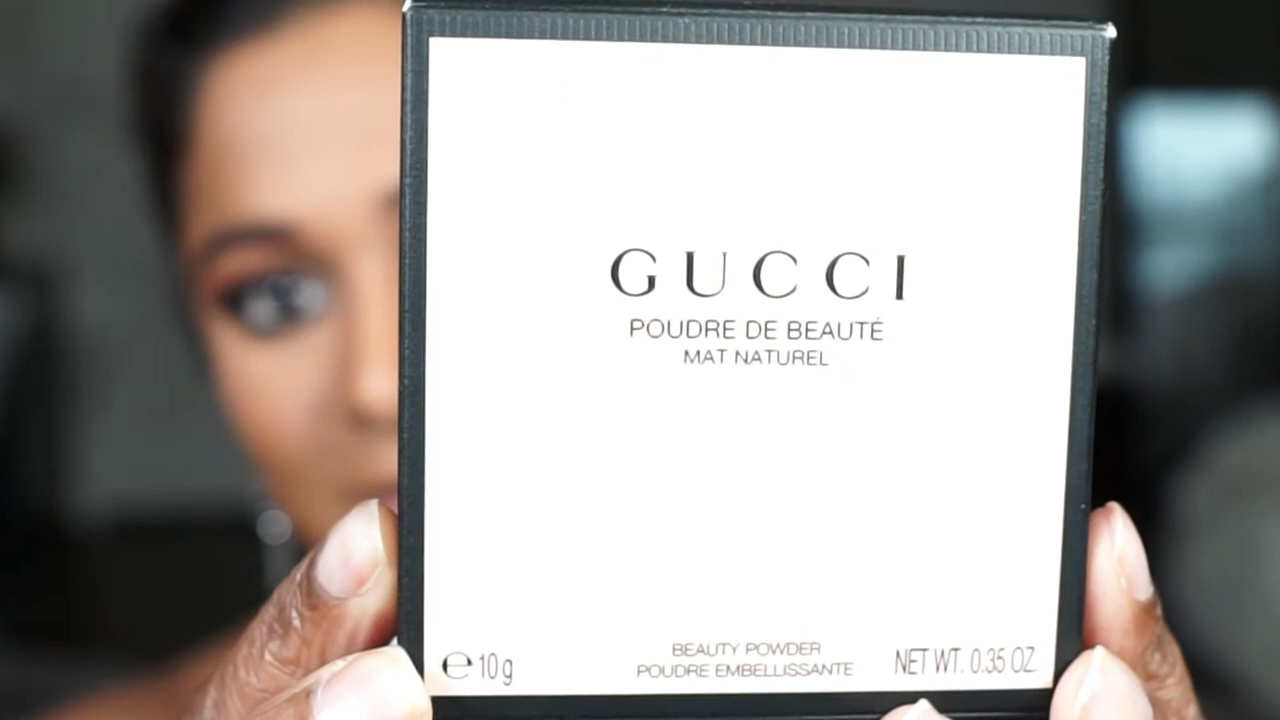 GUCCI
POUDRE DE BEAUTÉ
MAT NATUREL
℮ 10 g
BEAUTY POWDER
POUDRE EMBELLISSANTE
NET WT. 0.35 OZ.